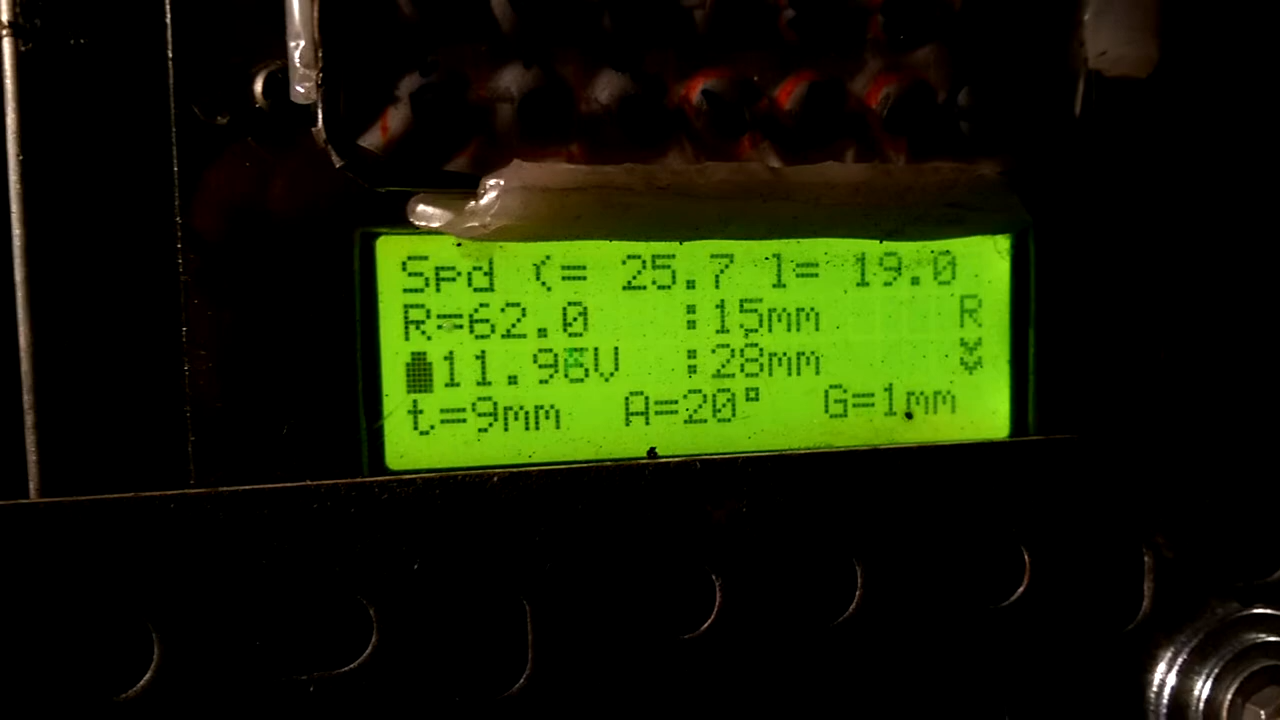 Spd (= 25.7 l= 19.0
R=62.0 :15mm R
11.96V :28mm
t=9mm A=20° G=1mm